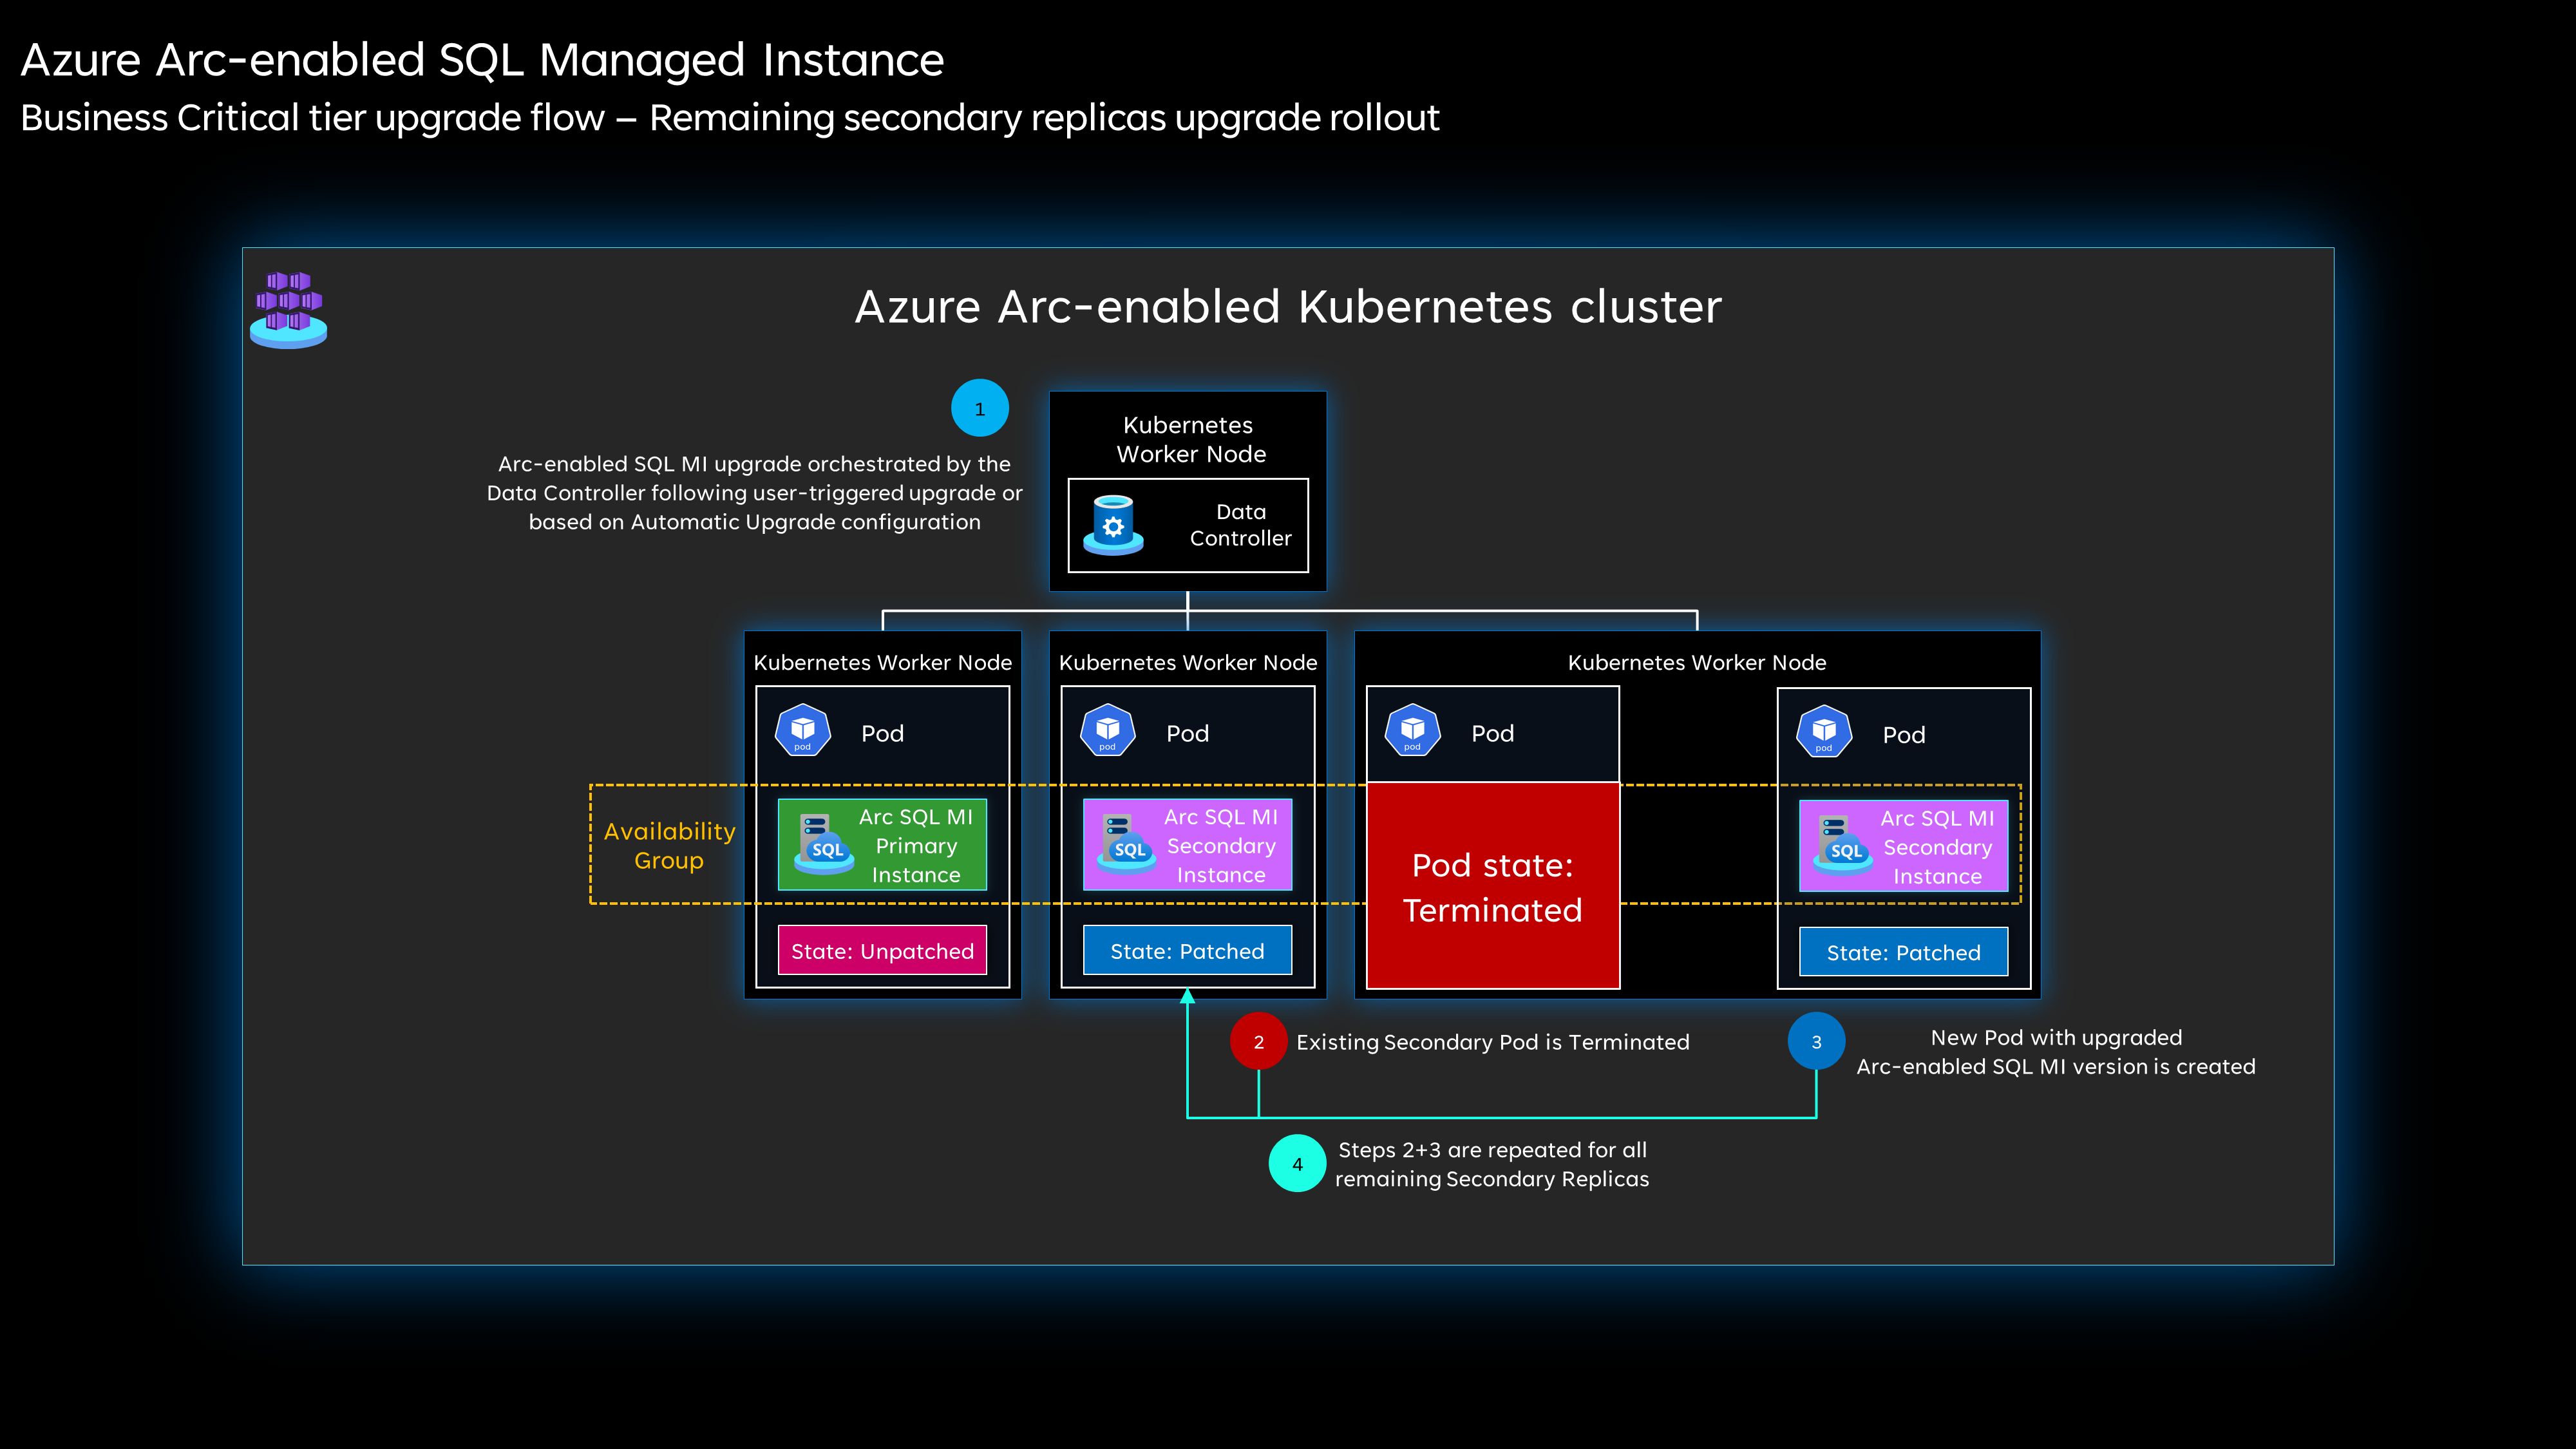 Azure Arc-enabled SQL Managed Instance
Business Critical tier upgrade flow – Remaining secondary replicas upgrade rollout
Azure Arc-enabled Kubernetes cluster
1
Arc-enabled SQL MI upgrade orchestrated by the
Data Controller following user-triggered upgrade or
based on Automatic Upgrade configuration
Kubernetes
Worker Node
Data
Controller
Kubernetes Worker Node
pod
Pod
Availability
Group
SQL
Arc SQL MI
Primary
Instance
State: Unpatched
Kubernetes Worker Node
pod
Pod
SQL
Arc SQL MI
Secondary
Instance
State: Patched
Kubernetes Worker Node
pod
Pod
Pod state:
Terminated
pod
Pod
SQL
Arc SQL MI
Secondary
Instance
State: Patched
2
Existing Secondary Pod is Terminated
3
New Pod with upgraded
Arc-enabled SQL MI version is created
4
Steps 2+3 are repeated for all
remaining Secondary Replicas